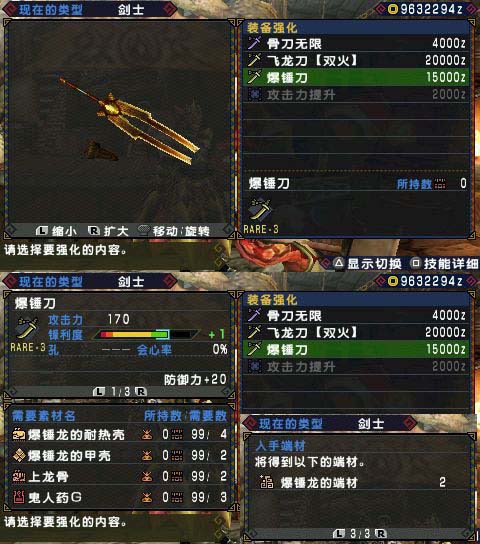 现在的类型 剑士
9632294z
装备强化
骨刀无限 4000z
飞龙刀【双火】 20000z
爆锤刀 15000z
攻击力提升 2000z
爆锤刀 所持数 0
RARE-3
L 缩小 R 扩大 移动/旋转
请选择要强化的内容。
△显示切换 □技能详细
现在的类型 剑士
9632294z
爆锤刀
攻击力 170
锋利度 +1
RARE-3
孔 --- 会心率 0%
防御力+20
L 1/3 R
装备强化
骨刀无限 4000z
飞龙刀【双火】 20000z
爆锤刀 15000z
攻击力提升 2000z
需要素材名 所持数 需要数
爆锤龙的耐热壳 0 99/ 4
爆锤龙的甲壳 0 99/ 2
上龙骨 0 99/ 2
鬼人药G 0 99/ 3
请选择要强化的内容。
现在的类型 剑士
入手端材
将得到以下的端材。
爆锤龙的端材 2
L 3/3 R